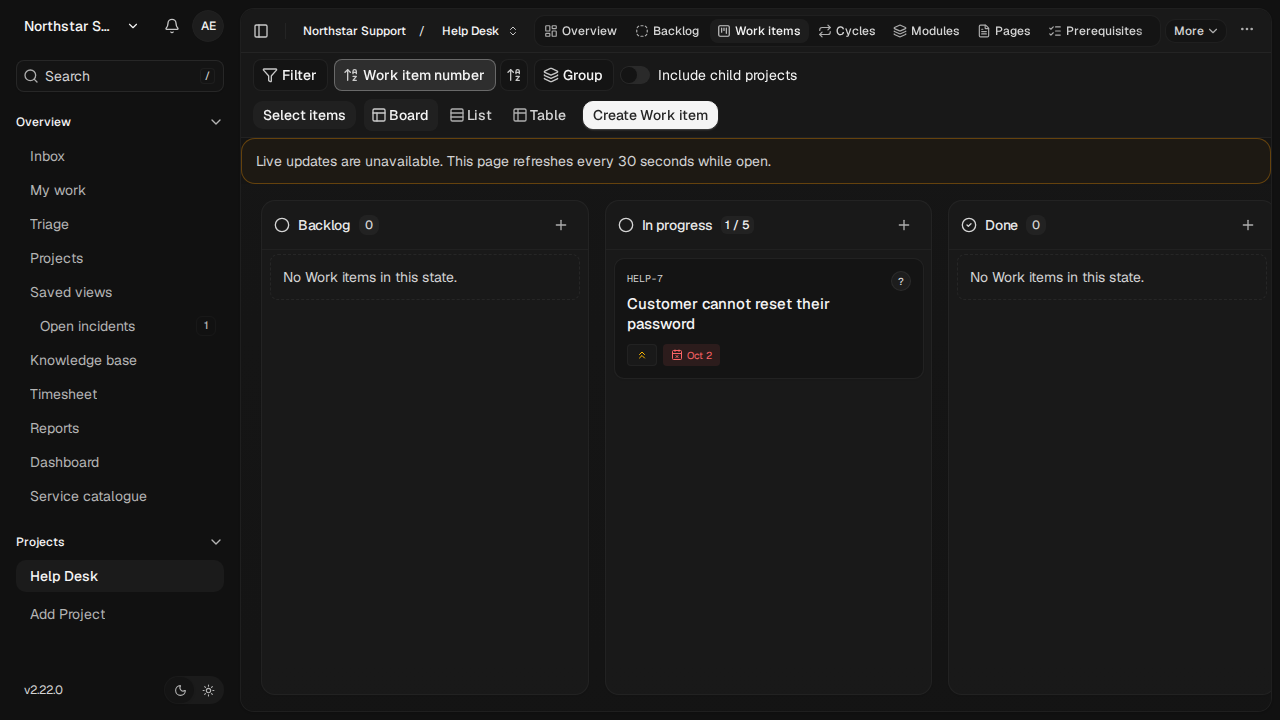 Northstar S...
AE
Northstar Support / Help Desk
Overview
Backlog
Work items
Cycles
Modules
Pages
Prerequisites
More
Search /
Filter
Work item number
Group
Include child projects
Select items
Board
List
Table
Create Work item
Live updates are unavailable. This page refreshes every 30 seconds while open.
Overview
Inbox
My work
Triage
Projects
Saved views
Open incidents 1
Knowledge base
Timesheet
Reports
Dashboard
Service catalogue
Projects
Help Desk
Add Project
v2.22.0
Backlog 0
No Work items in this state.
In progress 1 / 5
HELP-7
?
Customer cannot reset their
password
Oct 2
Done 0
No Work items in this state.